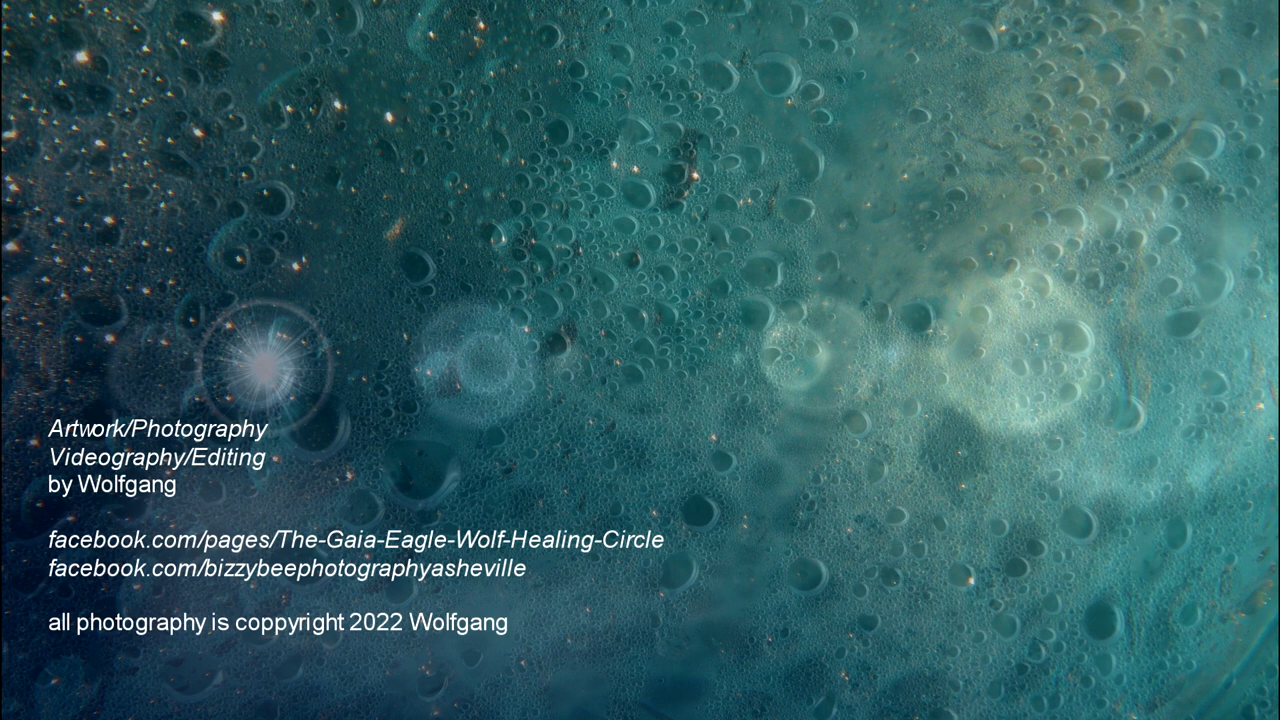 Artwork/Photography
Videography/Editing
by Wolfgang
facebook.com/pages/The-Gaia-Eagle-Wolf-Healing-Circle
facebook.com/bizzybeephotographyasheville
all photography is coppyright 2022 Wolfgang